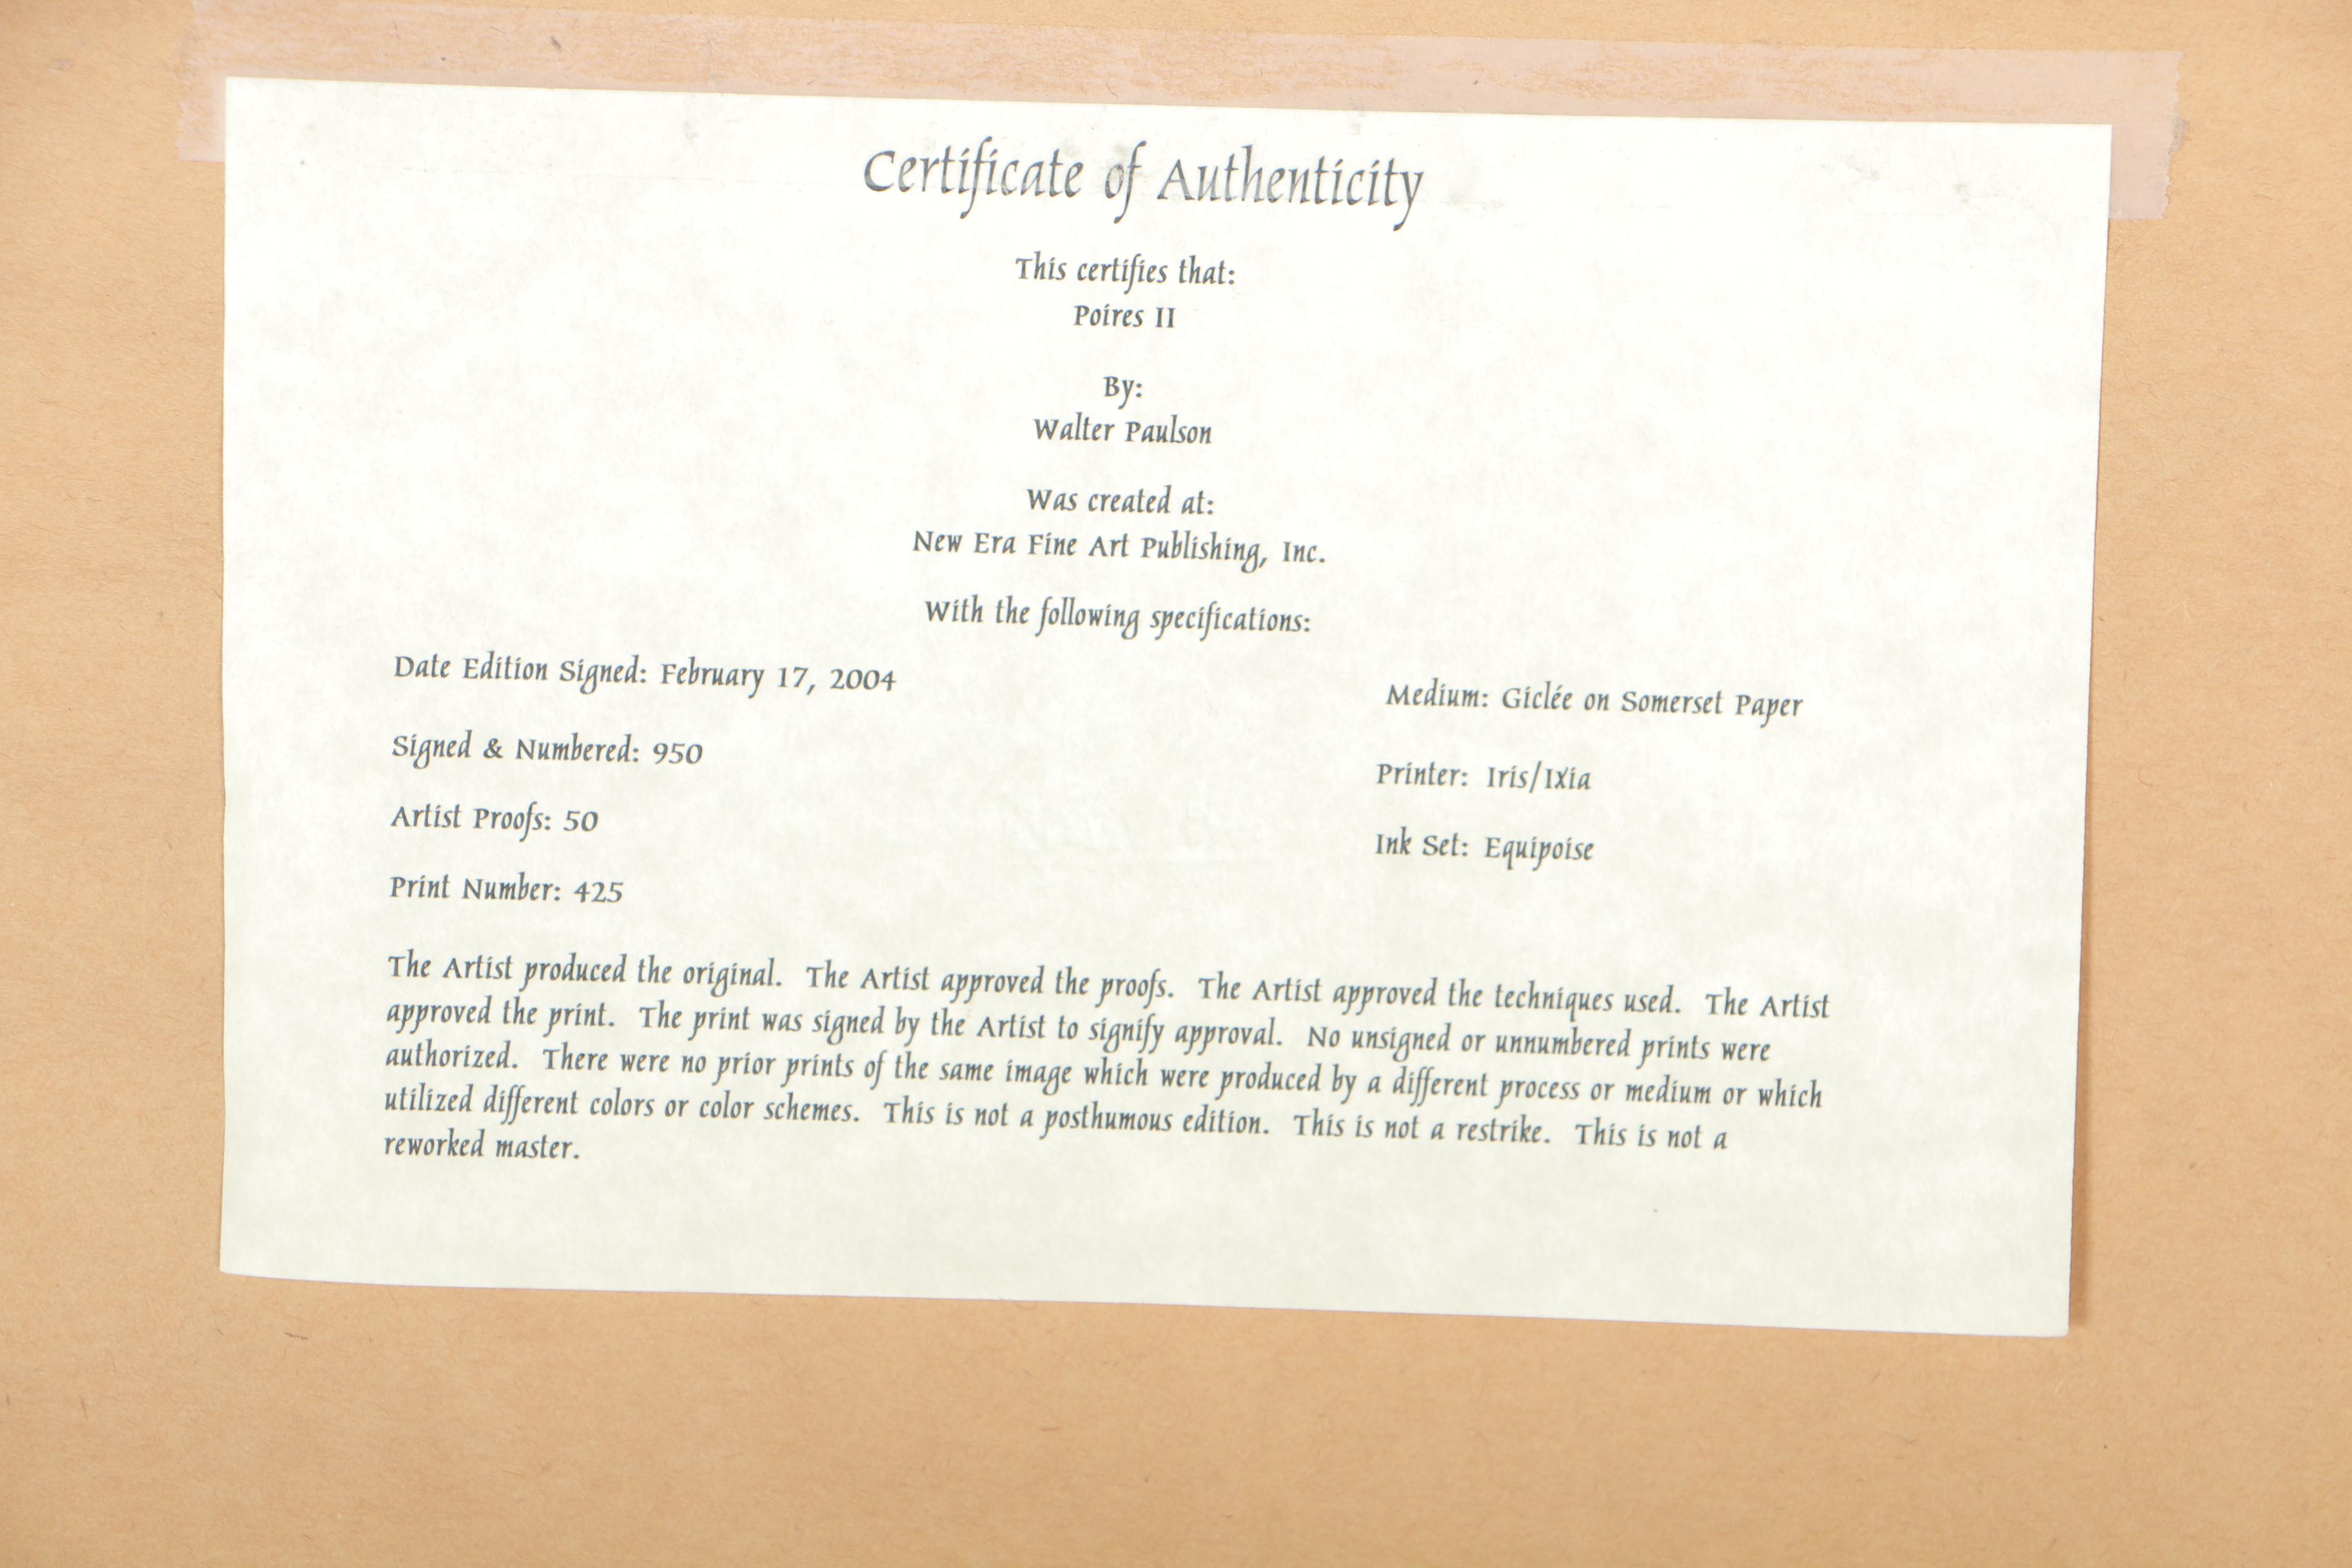 Certificate of Authenticity
This certifies that:
Poires II
By:
Walter Paulson
Was created at:
New Era Fine Art Publishing, Inc.
With the following specifications:
Date Edition Signed: February 17, 2004
Medium: Giclée on Somerset Paper
Signed & Numbered: 950
Printer: Iris/Ixia
Artist Proofs: 50
Ink Set: Equipoise
Print Number: 425
The Artist produced the original. The Artist approved the proofs. The Artist approved the techniques used. The Artist
approved the print. The print was signed by the Artist to signify approval. No unsigned or unnumbered prints were
authorized. There were no prior prints of the same image which were produced by a different process or medium or which
utilized different colors or color schemes. This is not a posthumous edition. This is not a restrike. This is not a
reworked master.